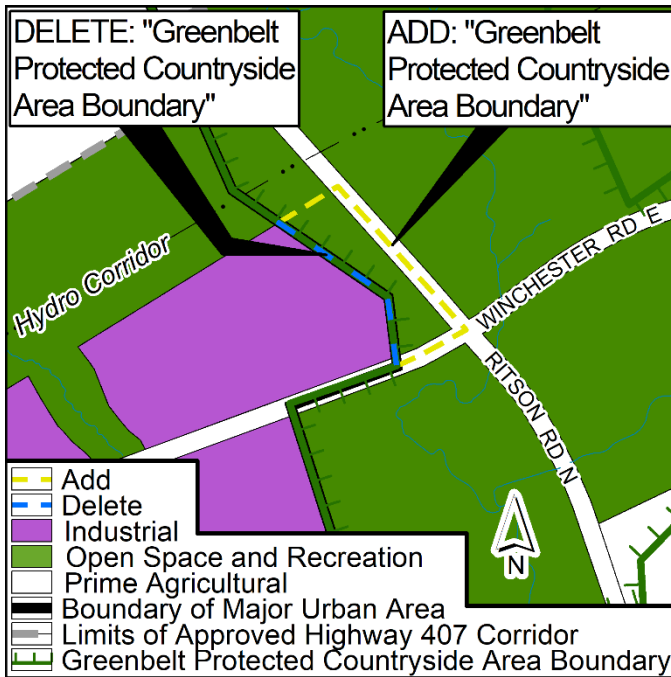 DELETE: "Greenbelt
Protected Countryside
Area Boundary"
ADD: "Greenbelt
Protected Countryside
Area Boundary"
Hydro Corridor
WINCHESTER RD E
RITSON RD N
N
Add
Delete
Industrial
Open Space and Recreation
Prime Agricultural
Boundary of Major Urban Area
Limits of Approved Highway 407 Corridor
Greenbelt Protected Countryside Area Boundary